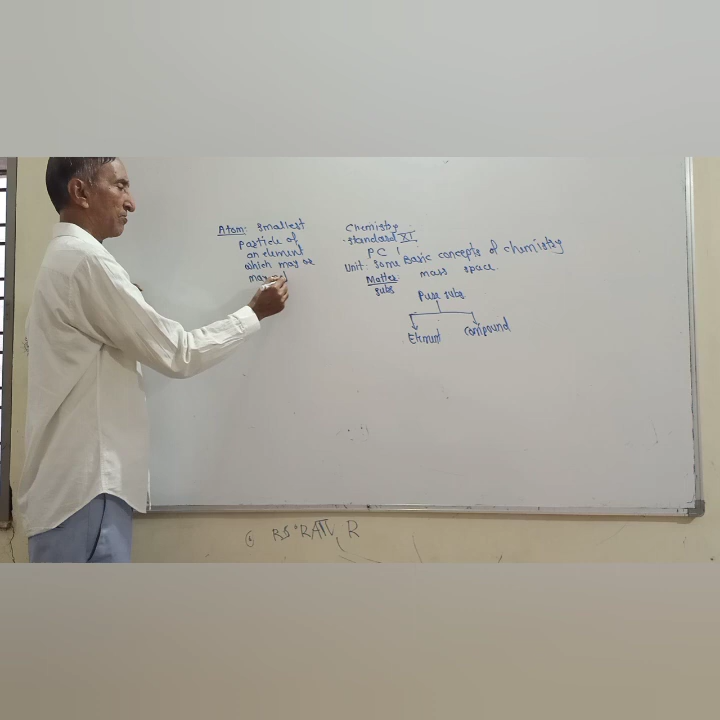 Atom: smallest
particle of
an element
which may or
may
Chemistry
standard XI
PC 1
Unit: some Basic concepts of chemistry
Matter mass space
subs
Pure subs
Element Compound